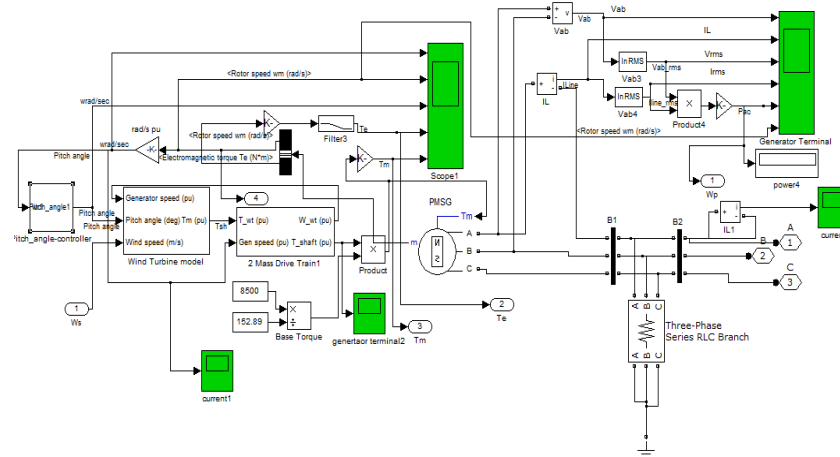 Vab
+
-
v
Vab
Vab
IL
Vrms
Vab_rms
Irms
InRMS
Vab3
InRMS
Vab4
ILine
IL
+
-
i
Iline_rms
×
Product4
K-
Pac
<Rotor speed wm (rad/s)>
Generator Terminal
power4
1
Wp
<Rotor speed wm (rad/s)>
wrad/sec
rad/s pu
wrad/sec
-K-
Pitch angle
<Rotor speed wm (rad/s)>
<Electromagnetic torque Te (N*m)>
K-
Filter3
Te
K-
Tm
Scope1
4
Pitch_angle1
Pitch angle
Pitch angle
Pitch_angle-controller
Generator speed (pu)
Pitch angle (deg) Tm (pu)
Wind speed (m/s)
Wind Turbine model
Tsh
T_wt (pu)
W_wt (pu)
Gen speed (pu)
T_shaft (pu)
2 Mass Drive Train1
×
Product
PMSG
Tm
m
N
S
A
B
C
B1
B2
+
i
-
IL1
current
A
1
B
2
C
3
1
Ws
8500
152.89
×
÷
Base Torque
genertaor terminal2
2
Te
3
Tm
current1
A
B
C
A
B
C
Three-Phase
Series RLC Branch